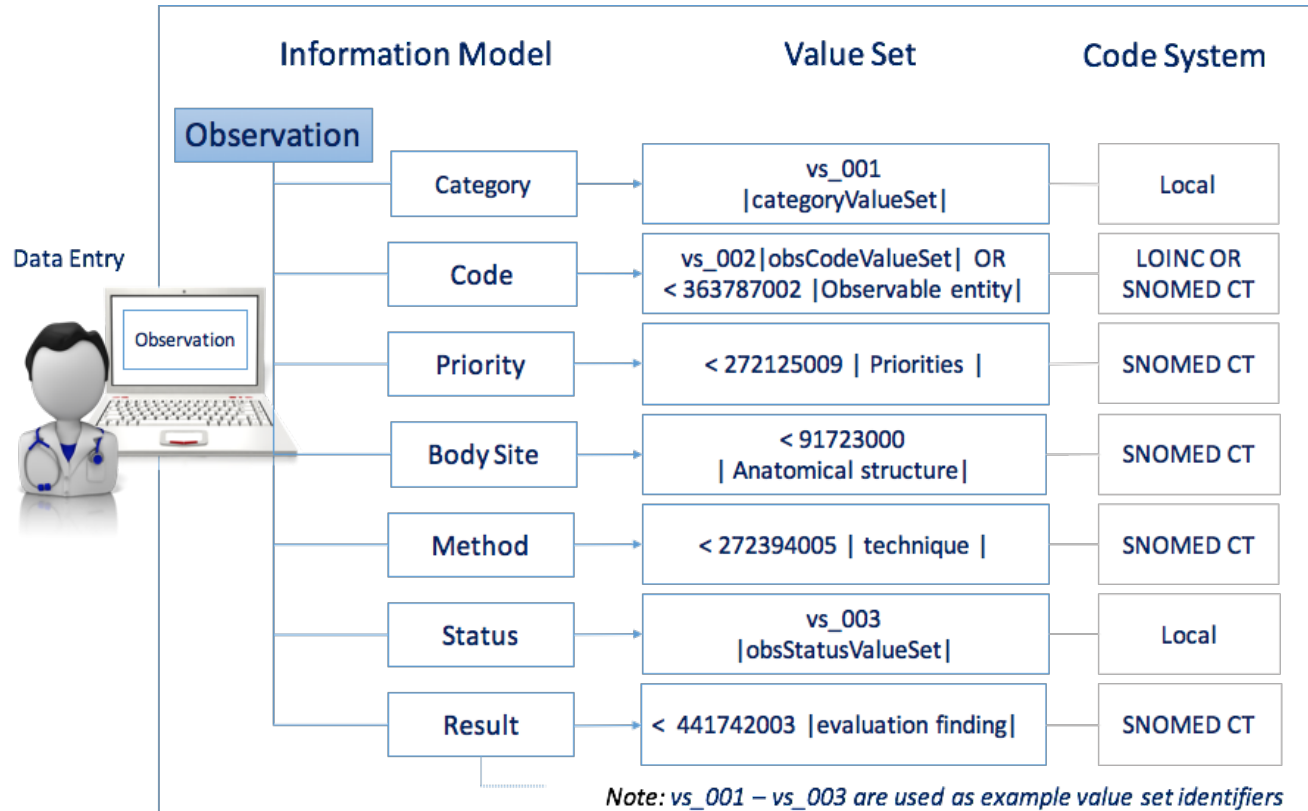 Information Model
Value Set
Code System
Observation
Category
vs_001
|categoryValueSet|
Local
Data Entry
Observation
Code
vs_002|obsCodeValueSet| OR
< 363787002 |Observable entity|
LOINC OR
SNOMED CT
Priority
< 272125009 | Priorities |
SNOMED CT
Body Site
< 91723000
| Anatomical structure|
SNOMED CT
Method
< 272394005 | technique |
SNOMED CT
Status
vs_003
|obsStatusValueSet|
Local
Result
< 441742003 |evaluation finding|
SNOMED CT
Note: vs_001 – vs_003 are used as example value set identifiers